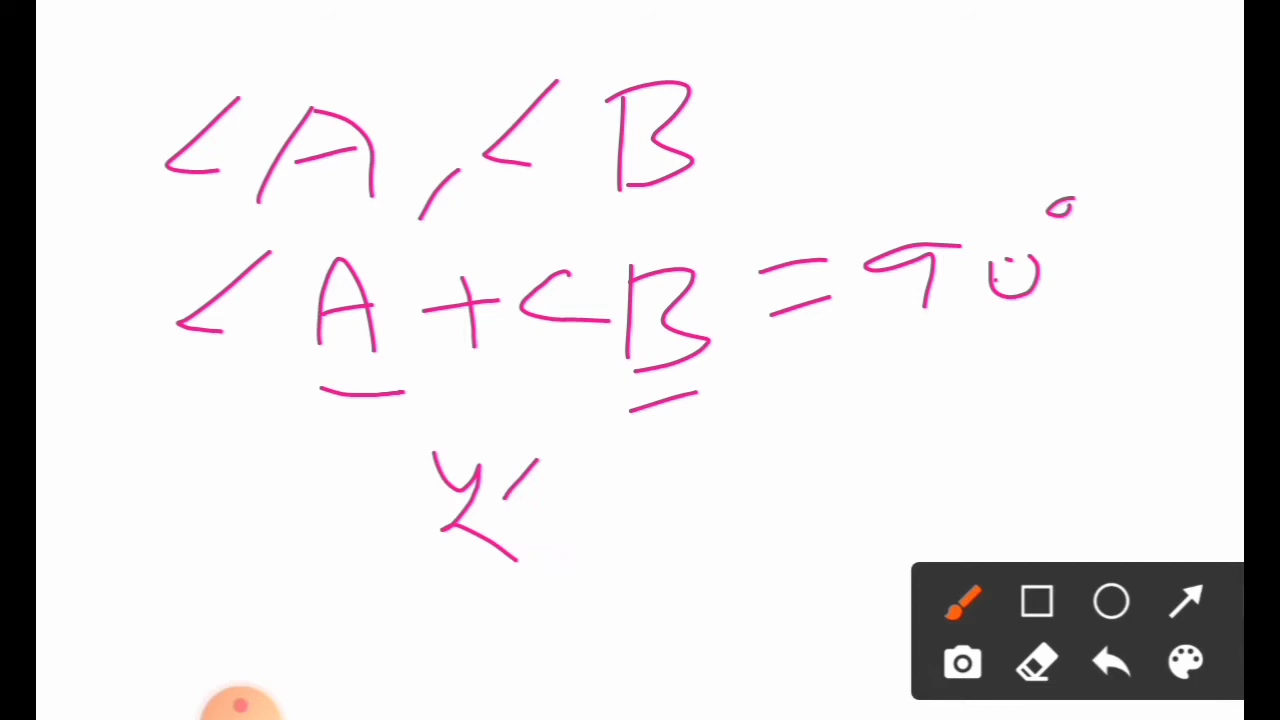 <A, <B
<A + <B = 90°